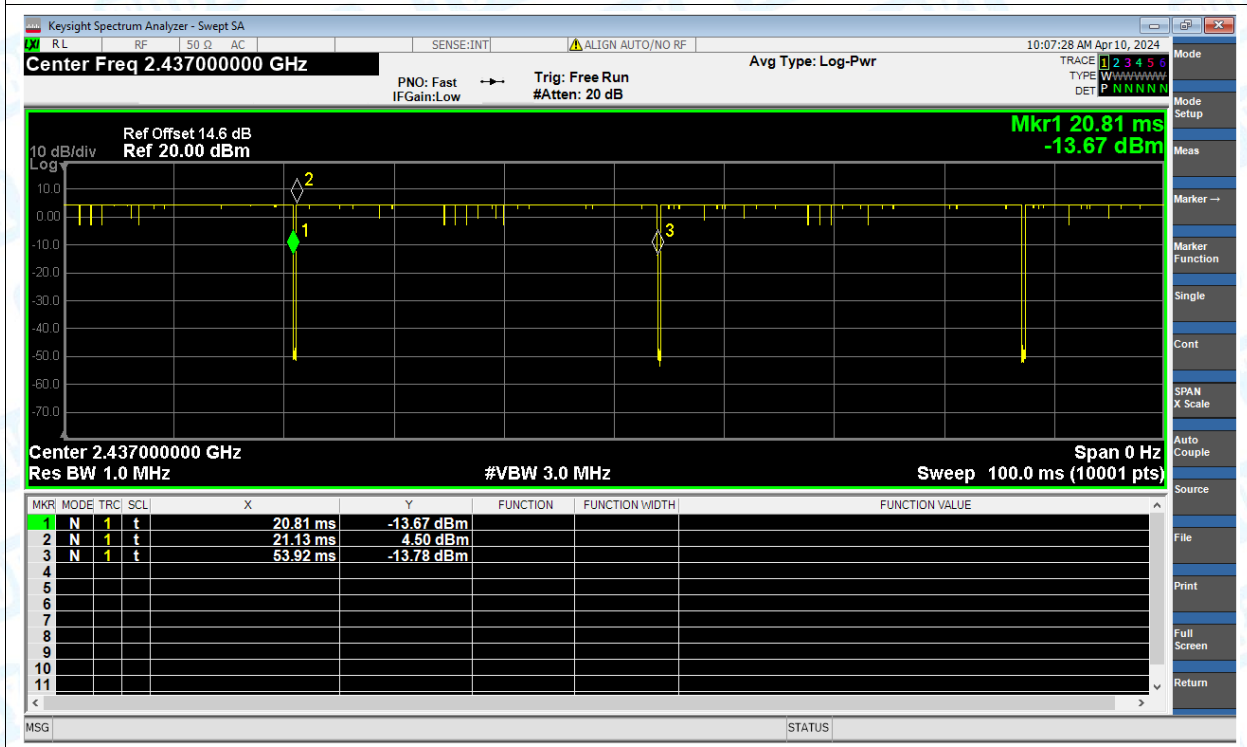 Keysight Spectrum Analyzer - Swept SA
LXI RL RF 50 Ω AC SENSE:INT ALIGN AUTO/NO RF 10:07:28 AM Apr 10, 2024
Center Freq 2.437000000 GHz
PNO: Fast
IFGain:Low
Trig: Free Run
#Atten: 20 dB
Avg Type: Log-Pwr
TRACE 1 2 3 4 5 6
TYPE WWWWWW
DET P N N N N N
Ref Offset 14.6 dB
10 dB/div Ref 20.00 dBm
Log
Mkr1 20.81 ms
-13.67 dBm
10.0
0.00
-10.0
-20.0
-30.0
-40.0
-50.0
-60.0
-70.0
2
1
3
Center 2.437000000 GHz Span 0 Hz
Res BW 1.0 MHz #VBW 3.0 MHz Sweep 100.0 ms (10001 pts)
MKR MODE TRC SCL X Y FUNCTION FUNCTION WIDTH FUNCTION VALUE
1 N 1 t 20.81 ms -13.67 dBm
2 N 1 t 21.13 ms 4.50 dBm
3 N 1 t 53.92 ms -13.78 dBm
4
5
6
7
8
9
10
11
MSG STATUS
Mode
Mode
Setup
Meas
Marker →
Marker
Function
Single
Cont
SPAN
X Scale
Auto
Couple
Source
File
Print
Full
Screen
Return